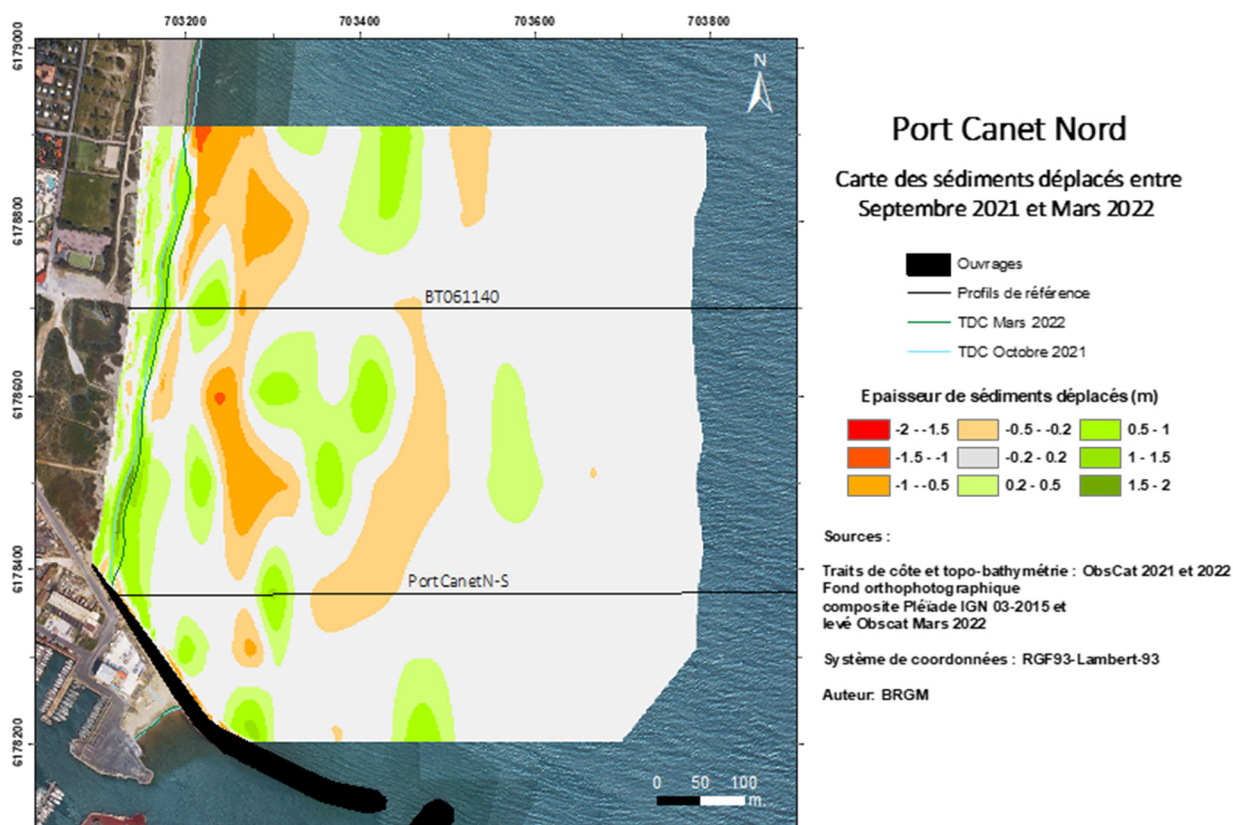 703200 703400 703600 703800
6179000
6178800
6178600
6178400
6178200
N
BT061140
PortCanetN-S
0 50 100
m.
Port Canet Nord
Carte des sédiments déplacés entre
Septembre 2021 et Mars 2022
Ouvrages
Profils de référence
TDC Mars 2022
TDC Octobre 2021
Epaisseur de sédiments déplacés (m)
-2 - -1.5 -0.5 - -0.2 0.5 - 1
-1.5 - -1 -0.2 - 0.2 1 - 1.5
-1 - -0.5 0.2 - 0.5 1.5 - 2
Sources :
Traits de côte et topo-bathymétrie : ObsCat 2021 et 2022
Fond orthophotographique
composite Pléïade IGN 03-2015 et
levé Obscat Mars 2022
Système de coordonnées : RGF93-Lambert-93
Auteur: BRGM